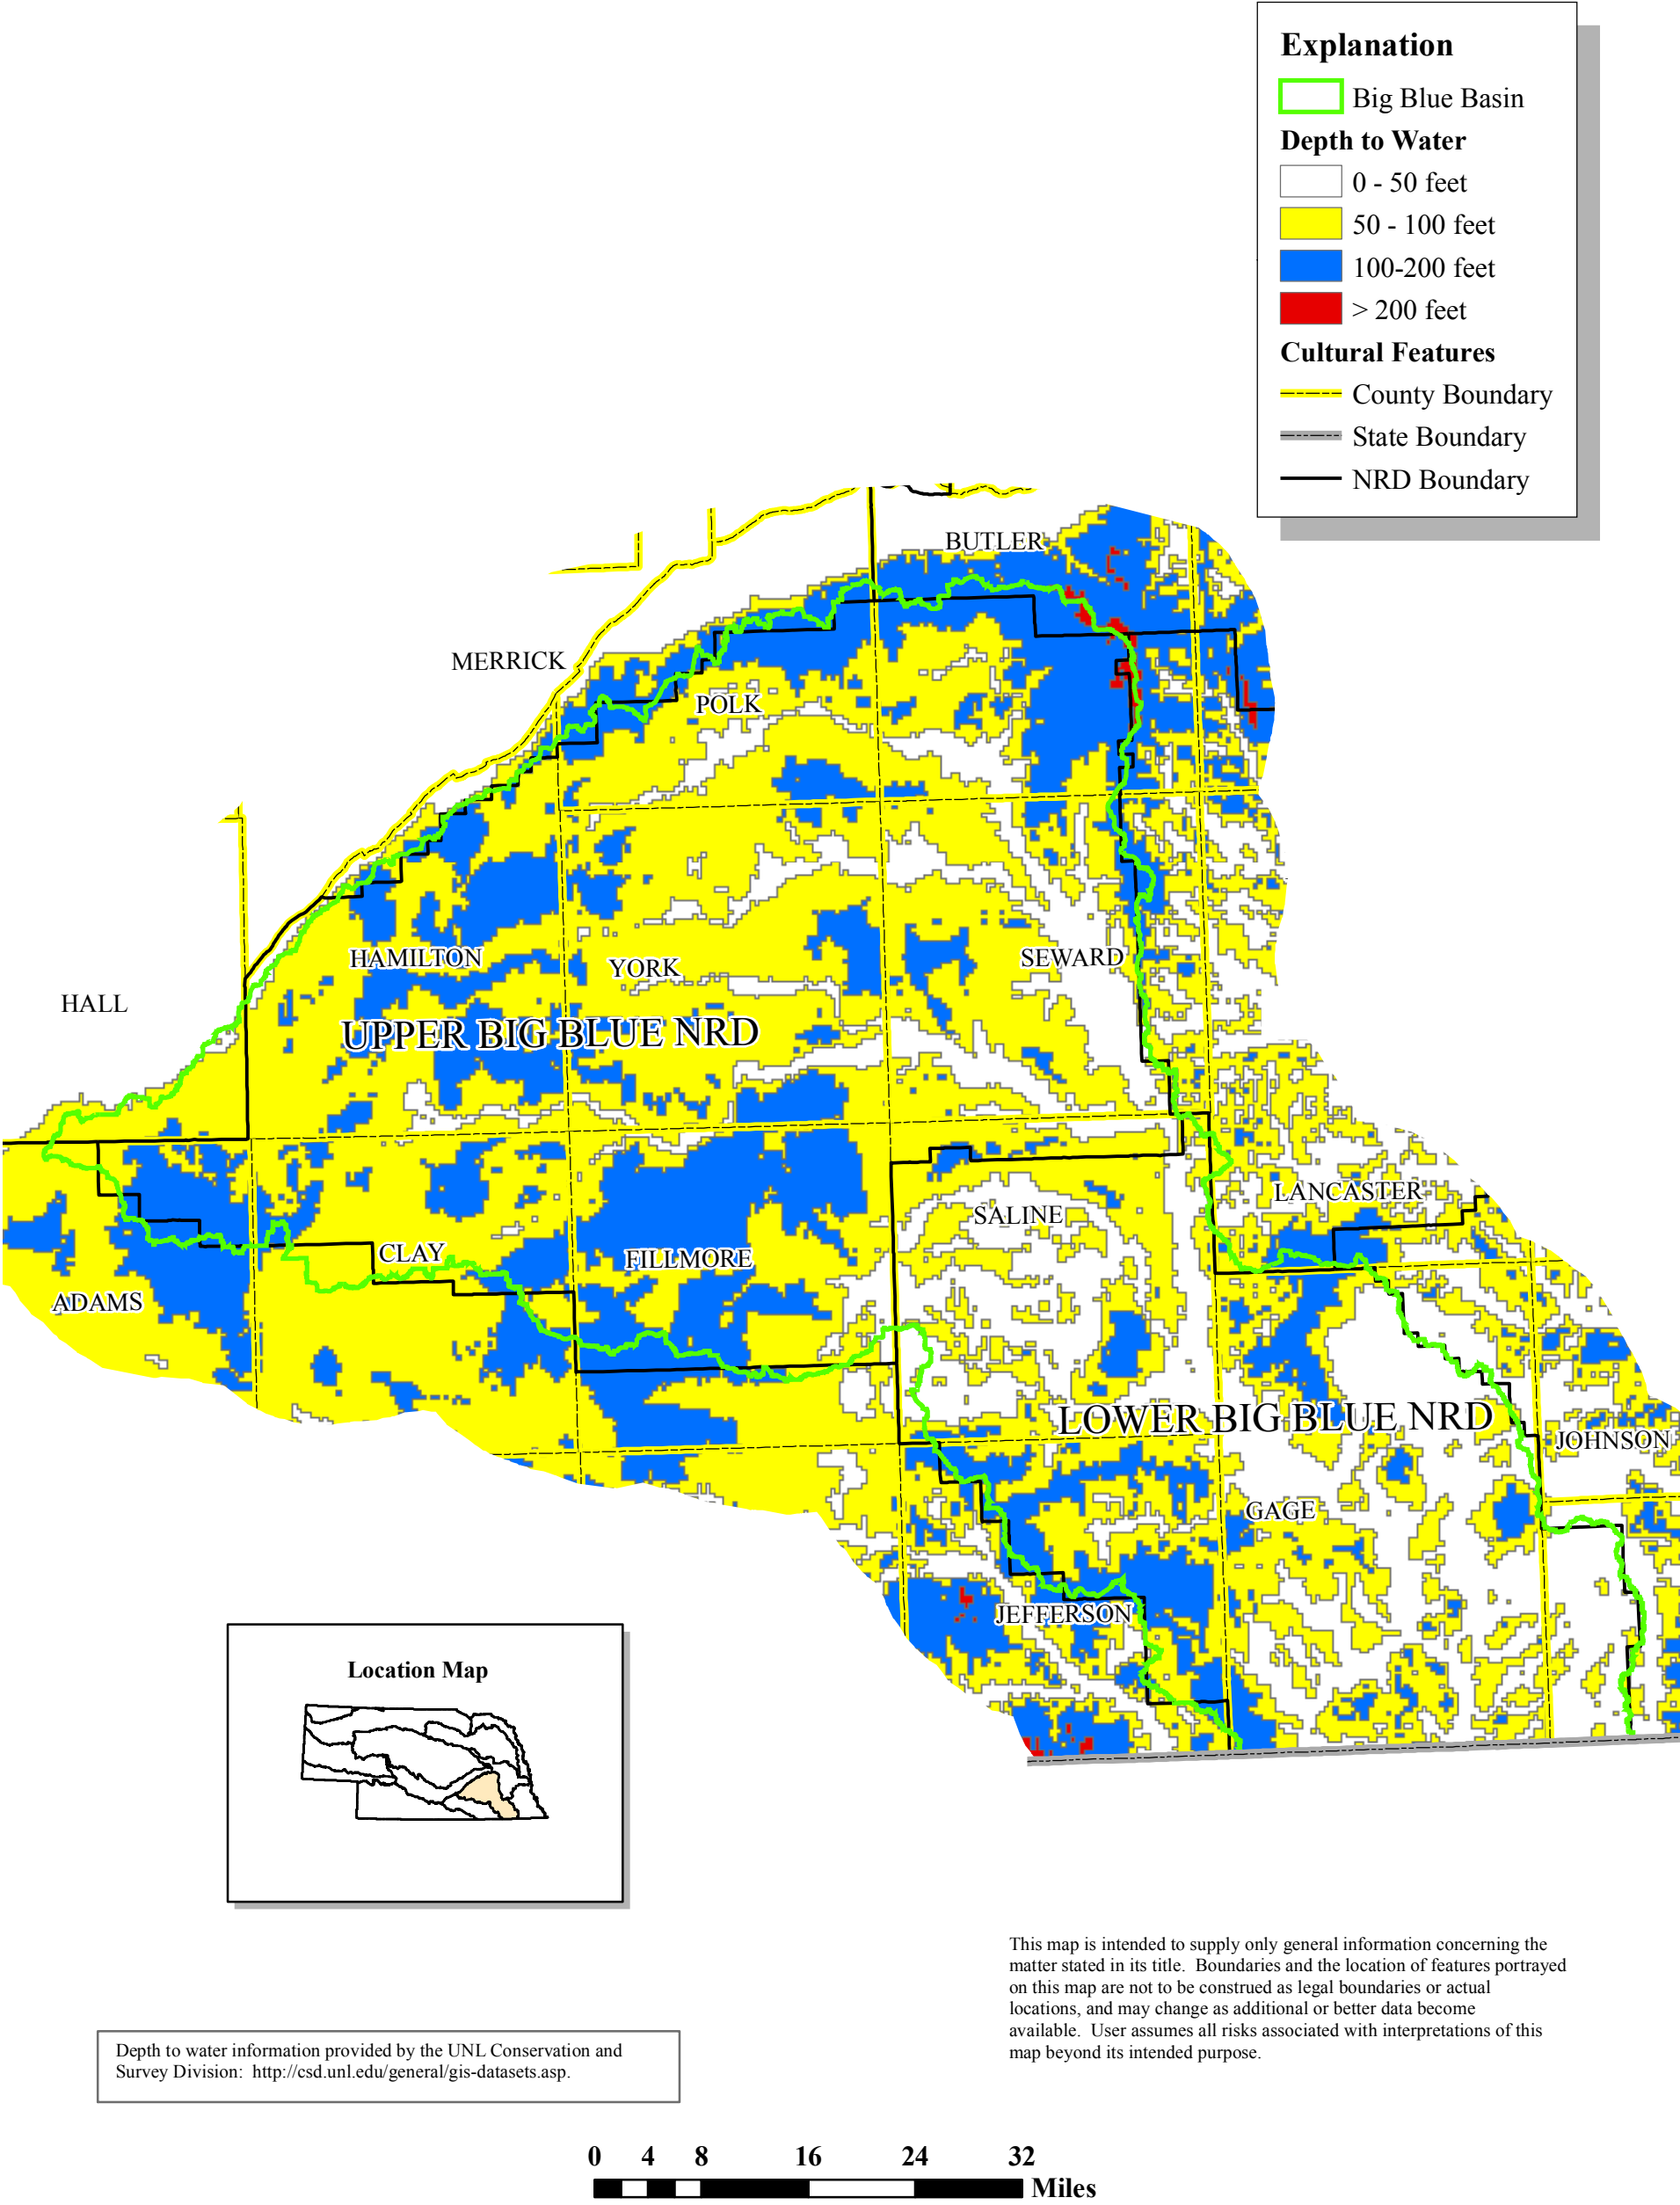 Explanation
Big Blue Basin
Depth to Water
0 - 50 feet
50 - 100 feet
100-200 feet
> 200 feet
Cultural Features
County Boundary
State Boundary
NRD Boundary
BUTLER
MERRICK
POLK
HAMILTON
YORK
SEWARD
HALL
UPPER BIG BLUE NRD
LANCASTER
SALINE
CLAY
FILLMORE
ADAMS
LOWER BIG BLUE NRD
JOHNSON
GAGE
JEFFERSON
Location Map
This map is intended to supply only general information concerning the
matter stated in its title.  Boundaries and the location of features portrayed
on this map are not to be construed as legal boundaries or actual
locations, and may change as additional or better data become
available.  User assumes all risks associated with interpretations of this
map beyond its intended purpose.
Depth to water information provided by the UNL Conservation and
Survey Division:  http://csd.unl.edu/general/gis-datasets.asp.
0 4 8 16 24 32
Miles